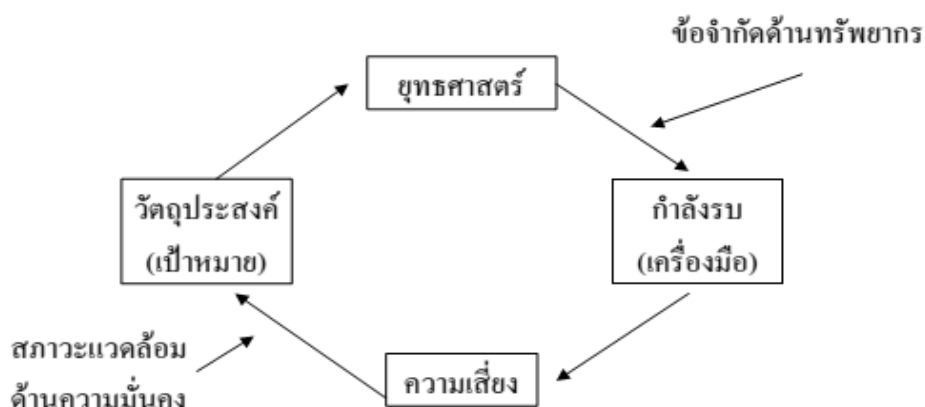 ข้อจำกัดด้านทรัพยากร
ยุทธศาสตร์
วัตถุประสงค์
(เป้าหมาย)
กำลังรบ
(เครื่องมือ)
สภาวะแวดล้อม
ด้านความมั่นคง
ความเสี่ยง